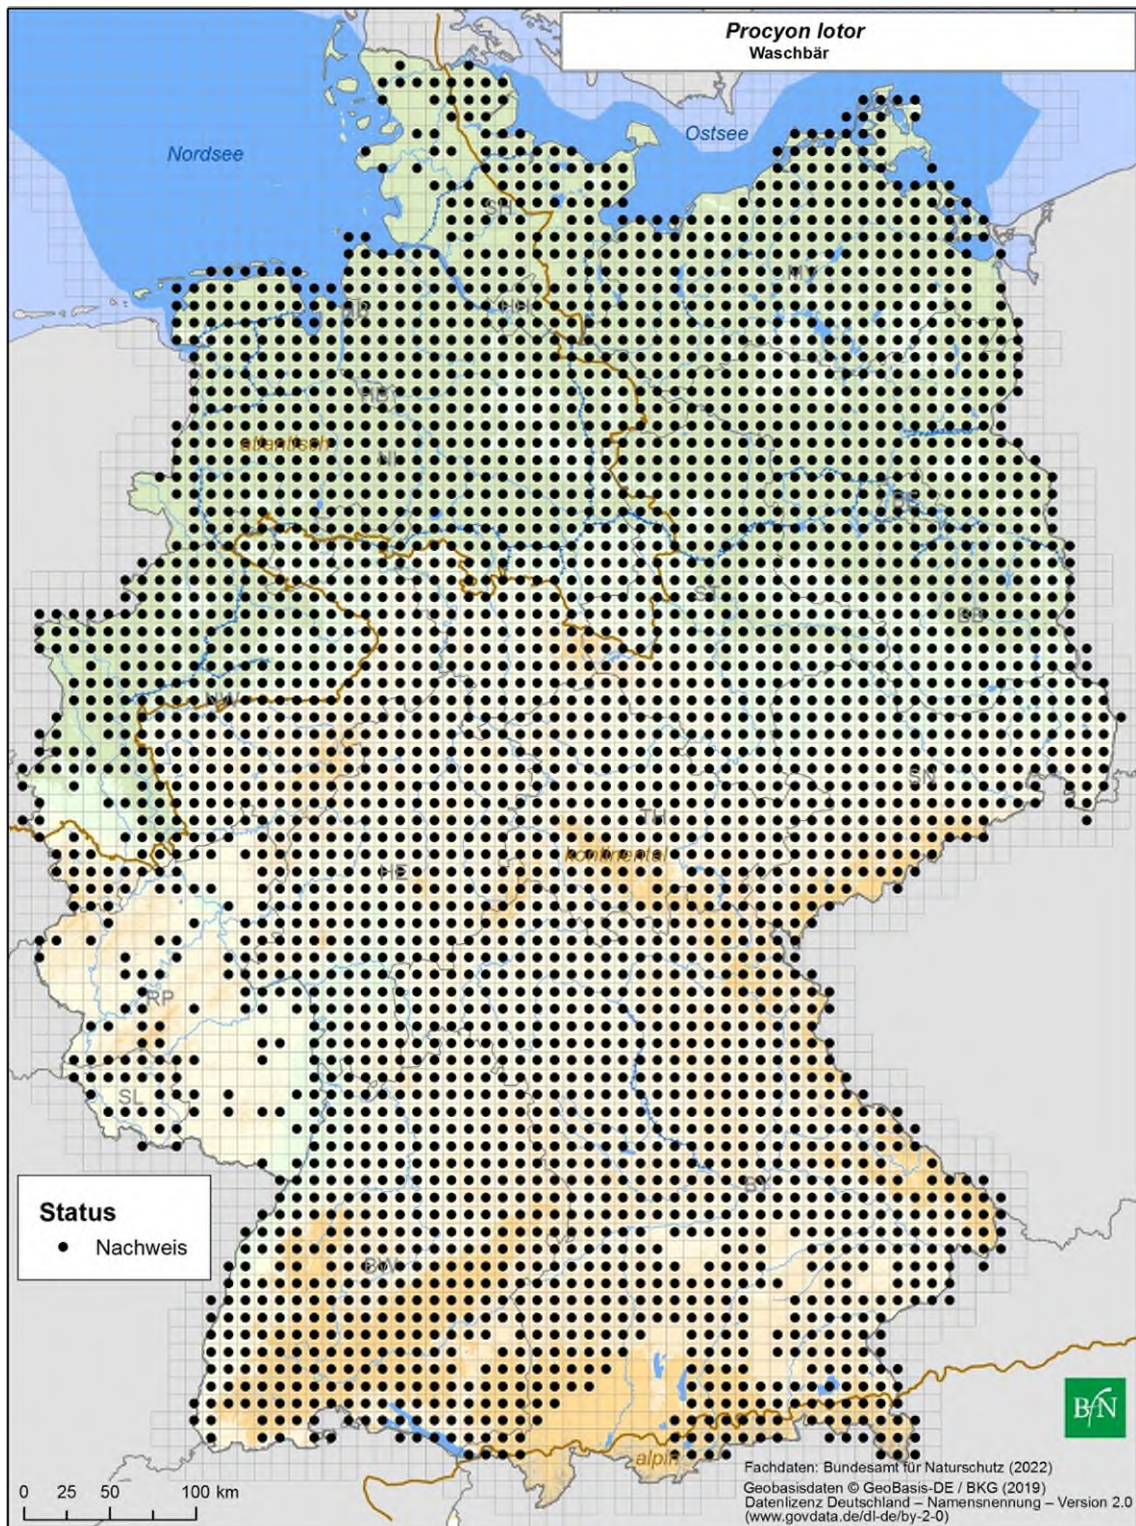 Procyon lotor
Waschbär
Nordsee
Ostsee
SH
MV
HH
HB
HB
atlantisch
NI
BE
ST
BB
NW
SN
TH
kontinental
HE
RP
SL
BY
BW
Status
Nachweis
BfN
alpin
0 25 50 100 km
Fachdaten: Bundesamt für Naturschutz (2022)
Geobasisdaten © GeoBasis-DE / BKG (2019)
Datenlizenz Deutschland – Namensnennung – Version 2.0
(www.govdata.de/dl-de/by-2-0)